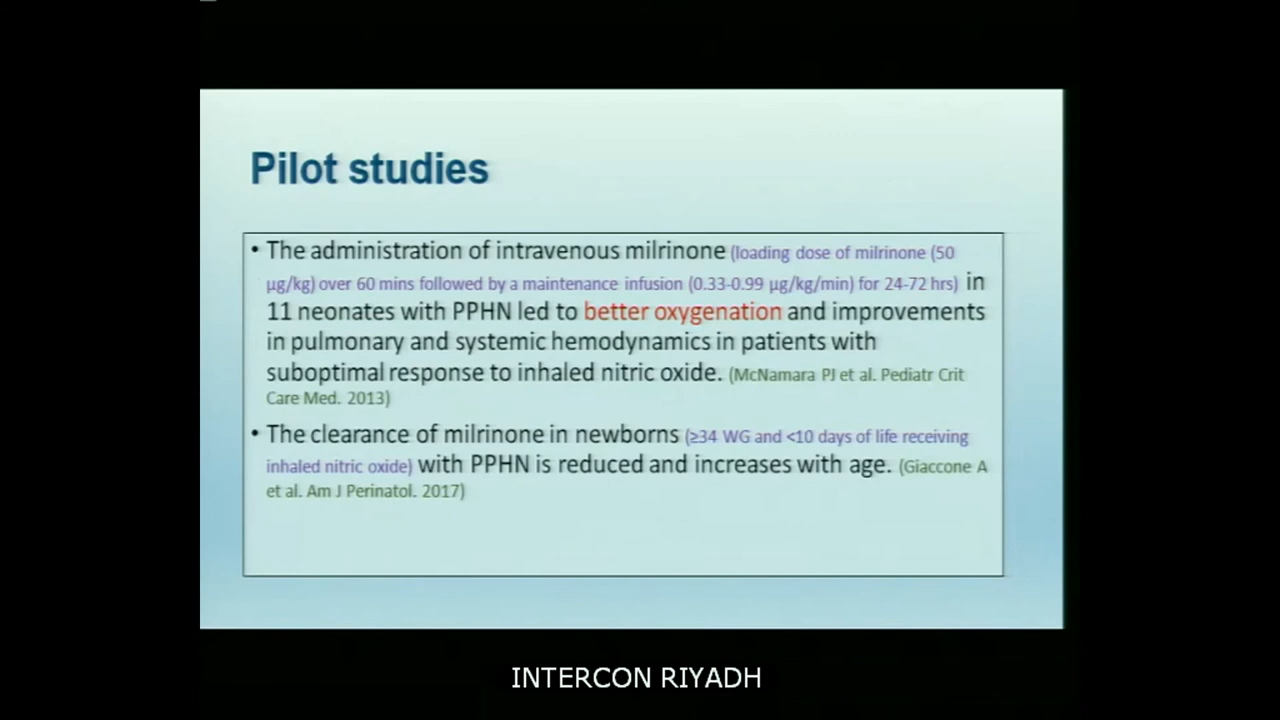 Pilot studies
• The administration of intravenous milrinone (loading dose of milrinone (50
µg/kg) over 60 mins followed by a maintenance infusion (0.33-0.99 µg/kg/min) for 24-72 hrs) in
11 neonates with PPHN led to better oxygenation and improvements
in pulmonary and systemic hemodynamics in patients with
suboptimal response to inhaled nitric oxide. (McNamara PJ et al. Pediatr Crit
Care Med. 2013)
• The clearance of milrinone in newborns (≥34 WG and <10 days of life receiving
inhaled nitric oxide) with PPHN is reduced and increases with age. (Giaccone A
et al. Am J Perinatol. 2017)
INTERCON RIYADH